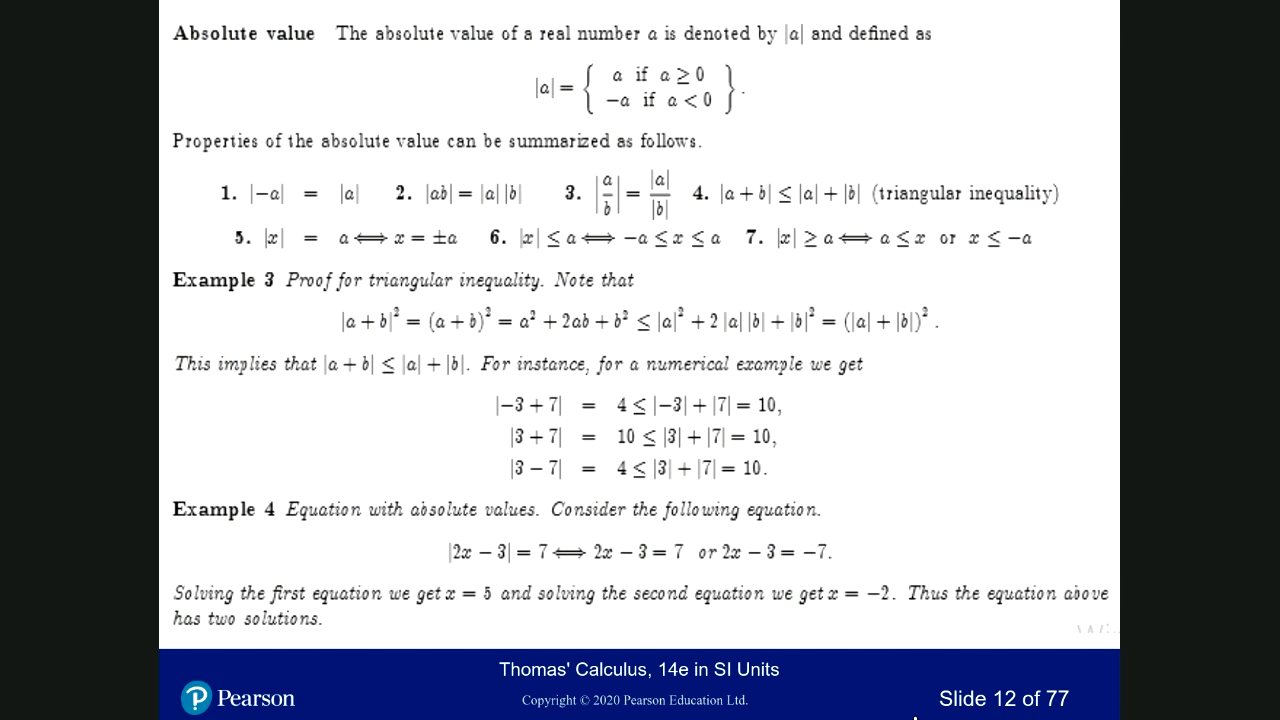 Absolute value The absolute value of a real number a is denoted by |a| and defined as
|a| = { a if a ≥ 0
-a if a < 0 } .
Properties of the absolute value can be summarized as follows.
1. |−a| = |a| 2. |ab| = |a| |b| 3. |a/b| = |a|/|b| 4. |a + b| ≤ |a| + |b| (triangular inequality)
5. |x| = a ⟺ x = ±a 6. |x| ≤ a ⟺ −a ≤ x ≤ a 7. |x| ≥ a ⟺ a ≤ x or x ≤ −a
Example 3 Proof for triangular inequality. Note that
|a + b|² = (a + b)² = a² + 2ab + b² ≤ |a|² + 2 |a| |b| + |b|² = (|a| + |b|)² .
This implies that |a + b| ≤ |a| + |b|. For instance, for a numerical example we get
|−3 + 7| = 4 ≤ |−3| + |7| = 10,
|3 + 7| = 10 ≤ |3| + |7| = 10,
|3 − 7| = 4 ≤ |3| + |7| = 10.
Example 4 Equation with absolute values. Consider the following equation.
|2x − 3| = 7 ⟺ 2x − 3 = 7 or 2x − 3 = −7.
Solving the first equation we get x = 5 and solving the second equation we get x = −2. Thus the equation above
has two solutions.
Thomas' Calculus, 14e in SI Units
P Pearson
Copyright © 2020 Pearson Education Ltd.
Slide 12 of 77